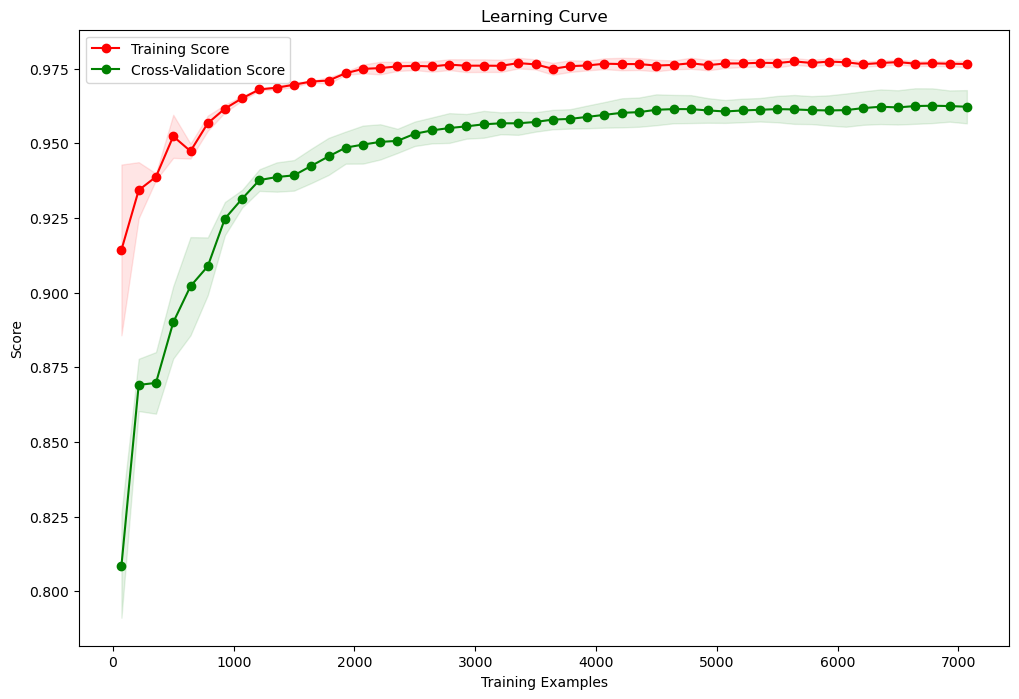 Learning Curve
Training Score
Cross-Validation Score
0.975
0.950
0.925
0.900
0.875
0.850
0.825
0.800
Score
0 1000 2000 3000 4000 5000 6000 7000
Training Examples